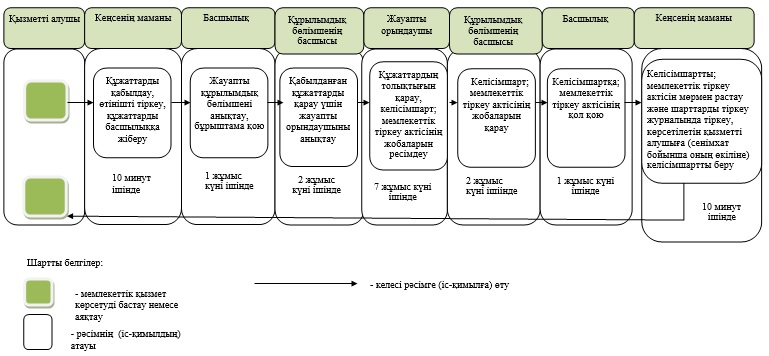 Қызметті алушы
Кеңсенің маманы
Басшылық
Құрылымдық
бөлімшенің
басшысы
Жауапты
орындаушы
Құрылымдық
бөлімшенің
басысы
Басшылық
Кеңсенің маманы
Құжаттарды
қабылдау,
өтінішті тіркеу,
құжаттарды
басшылыққа
жіберу
10 минут
ішінде
Жауапты
құрылымдық
бөлімшені
анықтау,
бұрыштама қою
1 жұмыс
күні ішінде
Қабылданған
құжаттарды
қарау үшін
жауапты
орындаушыны
анықтау
2 жұмыс
күні ішінде
Құжаттардың
толықтығын
қарау,
келісімшарт;
мемлекеттік
тіркеу актісінің
жобаларын
ресімдеу
7 жұмыс күні
ішінде
Келісімшарт;
мемлекеттік
тіркеу актісінің
жобаларын
қарау
2 жұмыс күні
ішінде
Келісімшартқа;
мемлекеттік
тіркеу актісінің
қол қою
1 жұмыс күні
ішінде
Келісімшартты;
мемлекеттік тіркеу
актісін мөрмен растау
және шарттарды тіркеу
журналында тіркеу,
көрсетілетін қызметті
алушыға (сенімхат
бойынша оның өкіліне)
келісімшартты беру
10 минут
ішінде
Шартты белгілер:
- мемлекеттік қызмет
көрсетуді бастау немесе
аяқтау
- келесі рәсімге (іс-қимылға) өту
- рәсімнің (іс-қимылдың)
атауы